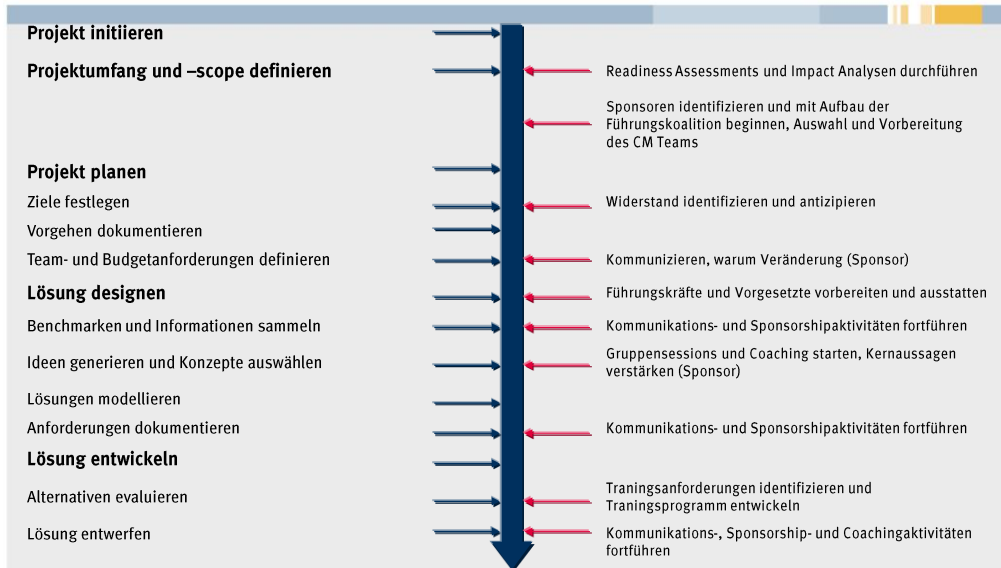 Projekt initiieren
Projektumfang und –scope definieren
Readiness Assessments und Impact Analysen durchführen
Sponsoren identifizieren und mit Aufbau der
Führungskoalition beginnen, Auswahl und Vorbereitung
des CM Teams
Projekt planen
Ziele festlegen
Widerstand identifizieren und antizipieren
Vorgehen dokumentieren
Team- und Budgetanforderungen definieren
Kommunizieren, warum Veränderung (Sponsor)
Lösung designen
Führungskräfte und Vorgesetzte vorbereiten und ausstatten
Benchmarken und Informationen sammeln
Kommunikations- und Sponsorshipaktivitäten fortführen
Ideen generieren und Konzepte auswählen
Gruppensessions und Coaching starten, Kernaussagen
verstärken (Sponsor)
Lösungen modellieren
Anforderungen dokumentieren
Kommunikations- und Sponsorshipaktivitäten fortführen
Lösung entwickeln
Alternativen evaluieren
Traningsanforderungen identifizieren und
Traningsprogramm entwickeln
Lösung entwerfen
Kommunikations-, Sponsorship- und Coachingaktivitäten
fortführen